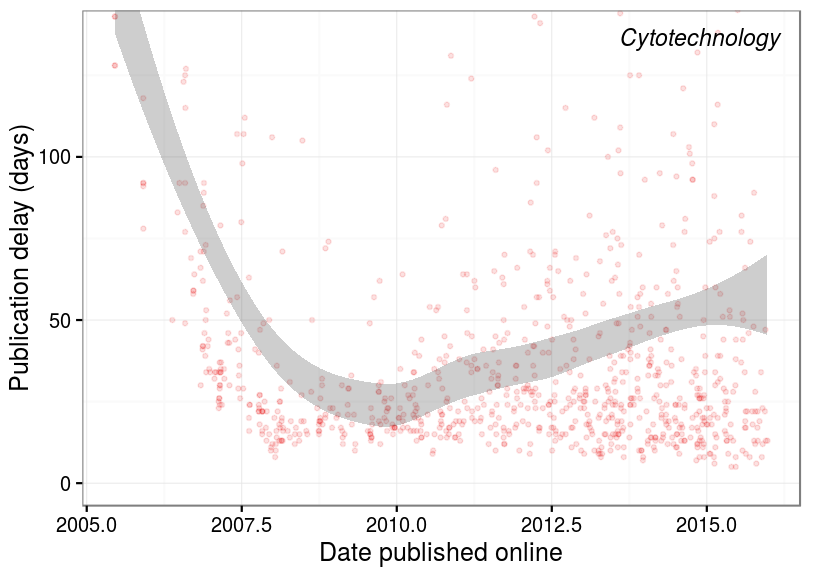 Cytotechnology
Publication delay (days)
100
50
0
2005.0 2007.5 2010.0 2012.5 2015.0
Date published online